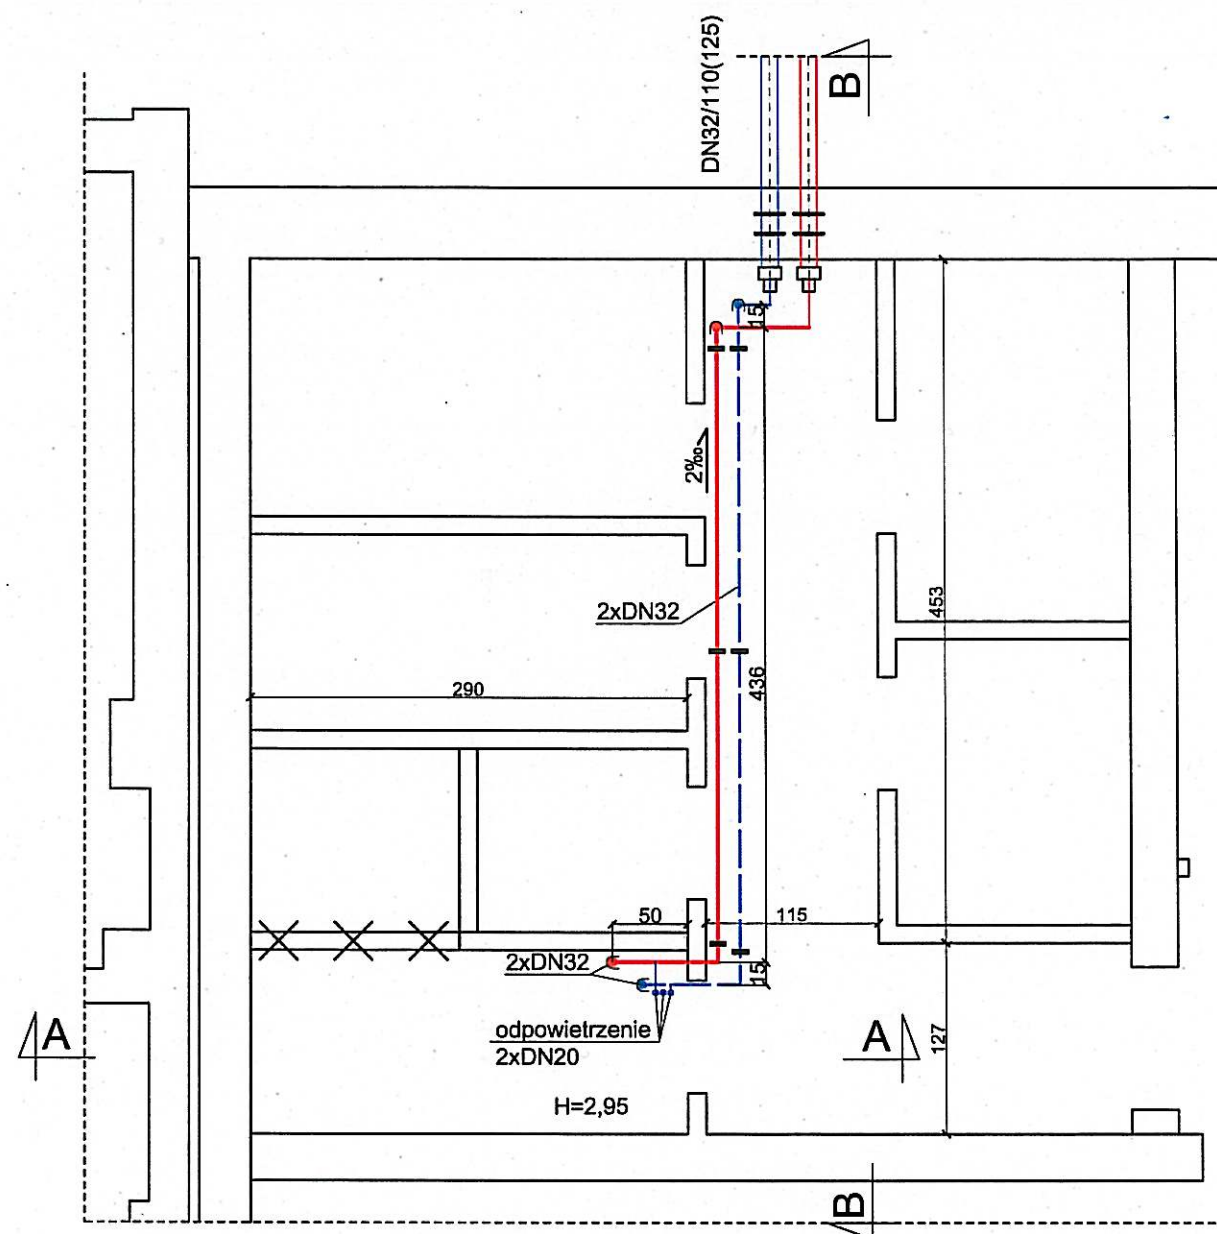 DN32/110(125)
B
15
2‰
2xDN32
453
436
290
50
115
2xDN32
15
odpowietrzenie
2xDN20
A
A
127
H=2,95
B